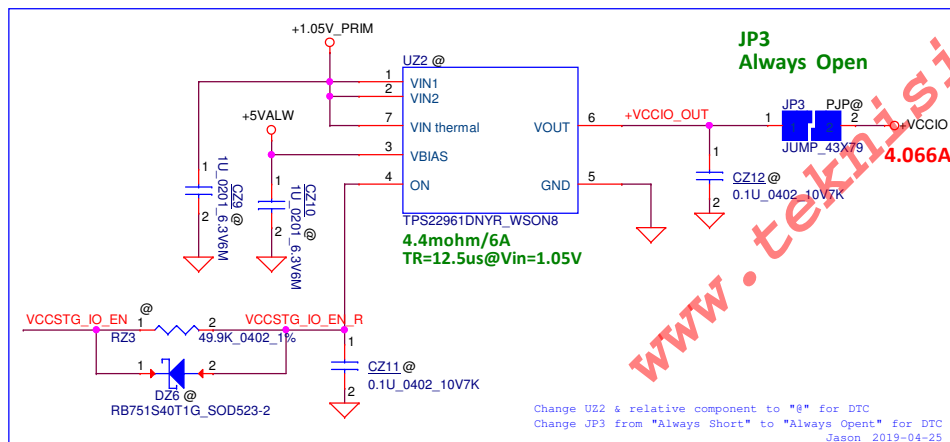 +1.05V_PRIM
JP3
Always Open
UZ2 @
1 VIN1
2 VIN2
7 VIN thermal
+5VALW
3 VBIAS
4 ON
VOUT 6
+VCCIO_OUT
GND 5
1 JP3 PJP@ 2
1 2
+VCCIO
JUMP_43X79
4.066A
1 2
CZ12 @
0.1U_0402_10V7K
1 2
CZ9 @
1U_0201_6.3V6M
1 2
CZ10 @
1U_0201_6.3V6M
TPS22961DNYR_WSON8
4.4mohm/6A
TR=12.5us@Vin=1.05V
VCCSTG_IO_EN
@
1 2
RZ3 49.9K_0402_1%
VCCSTG_IO_EN_R
1 2
DZ6 @
RB751S40T1G_SOD523-2
1 2
CZ11 @
0.1U_0402_10V7K
www.teknisi
Change UZ2 & relative component to "@" for DTC
Change JP3 from "Always Short" to "Always Opent" for DTC
Jason 2019-04-25